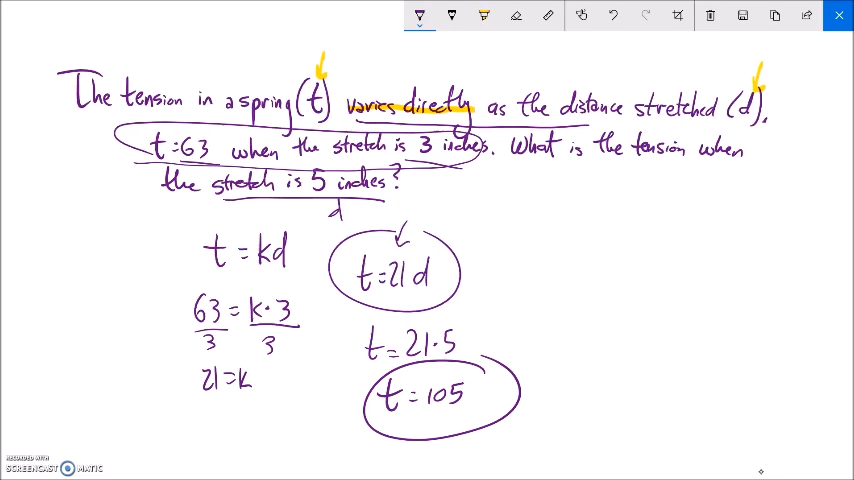 The tension in a spring (t) varies directly as the distance stretched (d).
t=63 when the stretch is 3 inches. What is the tension when
the stretch is 5 inches?
d
t = kd
63 = k · 3
3 3
21 = k
t=21d
t = 21·5
t = 105
RECORDED WITH
SCREENCAST MATIC